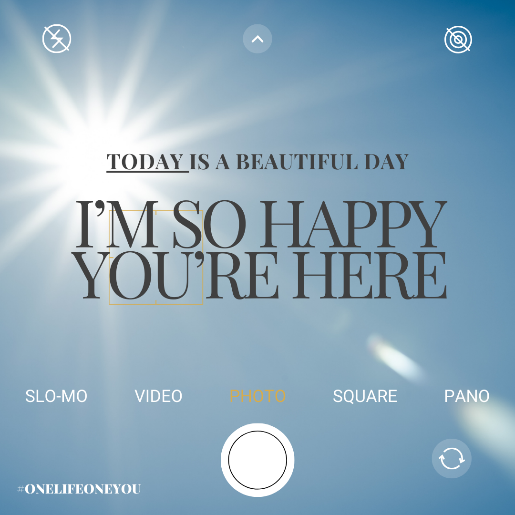 TODAY IS A BEAUTIFUL DAY
I'M SO HAPPY
YOU'RE HERE
SLO-MO VIDEO PHOTO SQUARE PANO
#ONELIFEONEYOU